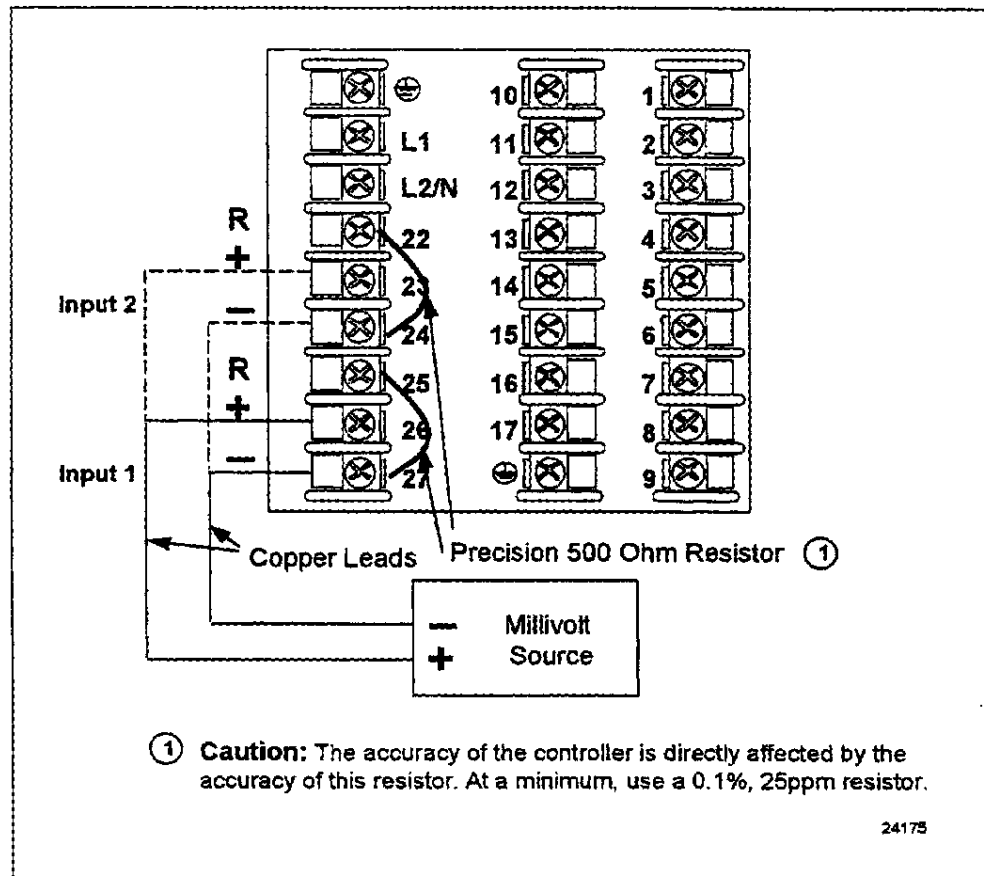 10 1
L1 11 2
L2/N 12 3
R 22 13 4
+ 23 14 5
Input 2
− 24 15 6
R 25 16 7
+ 26 17 8
Input 1 − 27 9
Copper Leads Precision 500 Ohm Resistor 1
− Millivolt
+ Source
1 Caution: The accuracy of the controller is directly affected by the
accuracy of this resistor. At a minimum, use a 0.1%, 25ppm resistor.
24175